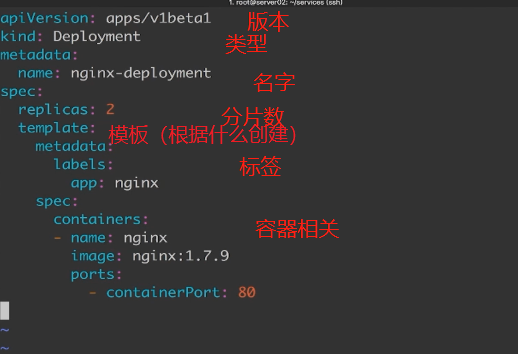 1. root@server02: ~/services (ssh)
apiVersion: apps/v1beta1 版本
kind: Deployment 类型
metadata:
name: nginx-deployment 名字
spec:
replicas: 2 分片数
template: 模板（根据什么创建）
metadata:
labels: 标签
app: nginx
spec:
containers: 容器相关
- name: nginx
image: nginx:1.7.9
ports:
- containerPort: 80
~
~